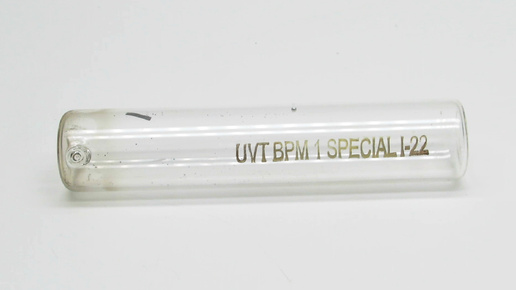 UVT BPM 1 SPECIAL I-22